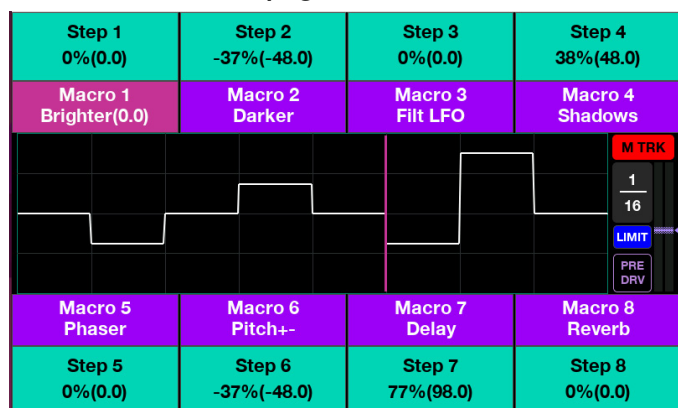 Step 1
0%(0.0)
Step 2
-37%(-48.0)
Step 3
0%(0.0)
Step 4
38%(48.0)
Macro 1
Brighter(0.0)
Macro 2
Darker
Macro 3
Filt LFO
Macro 4
Shadows
M TRK
1
16
LIMIT
PRE
DRV
Macro 5
Phaser
Macro 6
Pitch+-
Macro 7
Delay
Macro 8
Reverb
Step 5
0%(0.0)
Step 6
-37%(-48.0)
Step 7
77%(98.0)
Step 8
0%(0.0)